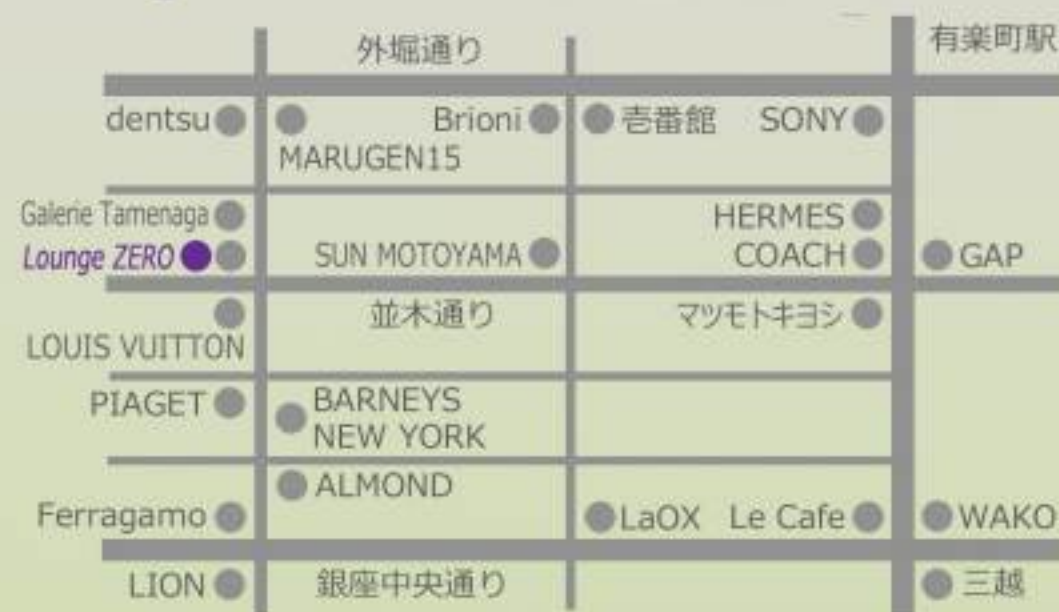 外堀通り
有楽町駅
dentsu
Brioni
壱番館
SONY
MARUGEN15
Galerie Tamenaga
HERMES
Lounge ZERO
SUN MOTOYAMA
COACH
GAP
並木通り
マツモトキヨシ
LOUIS VUITTON
PIAGET
BARNEYS
NEW YORK
ALMOND
Ferragamo
LaOX
Le Cafe
WAKO
LION
銀座中央通り
三越